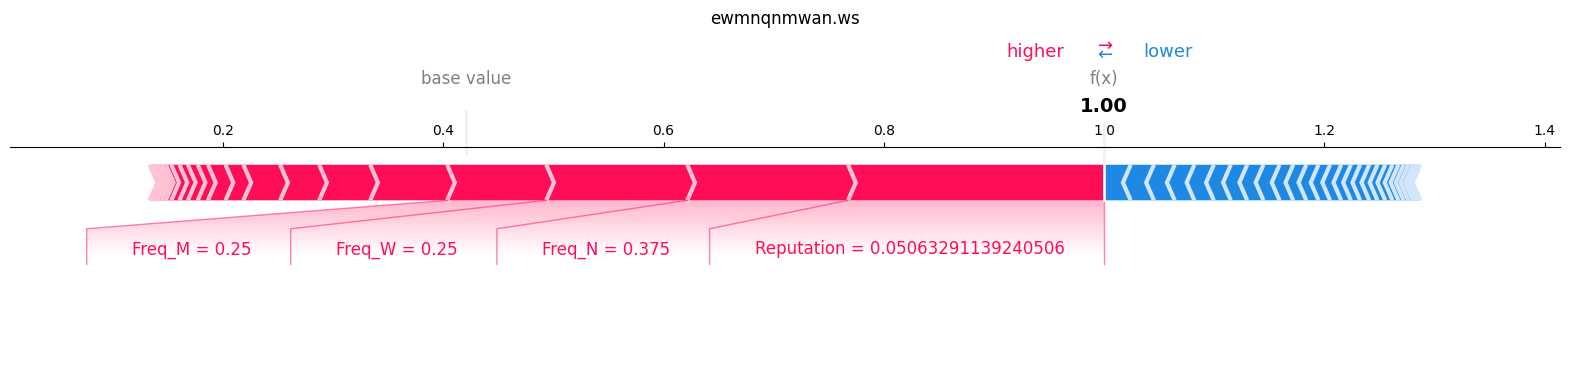 ewmnqnmwan.ws
higher → ← lower
base value f(x)
1.00
0.2 0.4 0.6 0.8 1 0 1.2 1.4
Freq_M = 0.25 Freq_W = 0.25 Freq_N = 0.375 Reputation = 0.05063291139240506